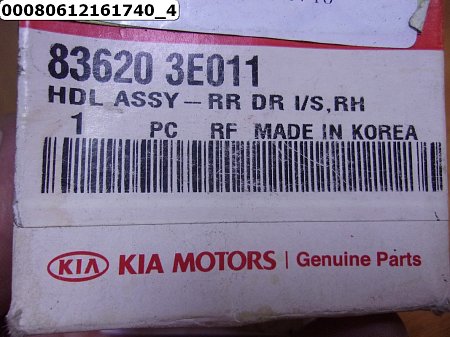 00080612161740_4
83620 3E011
HDL ASSY-RR DR I/S,RH
1 PC RF MADE IN KOREA
KIA KIA MOTORS | Genuine Parts